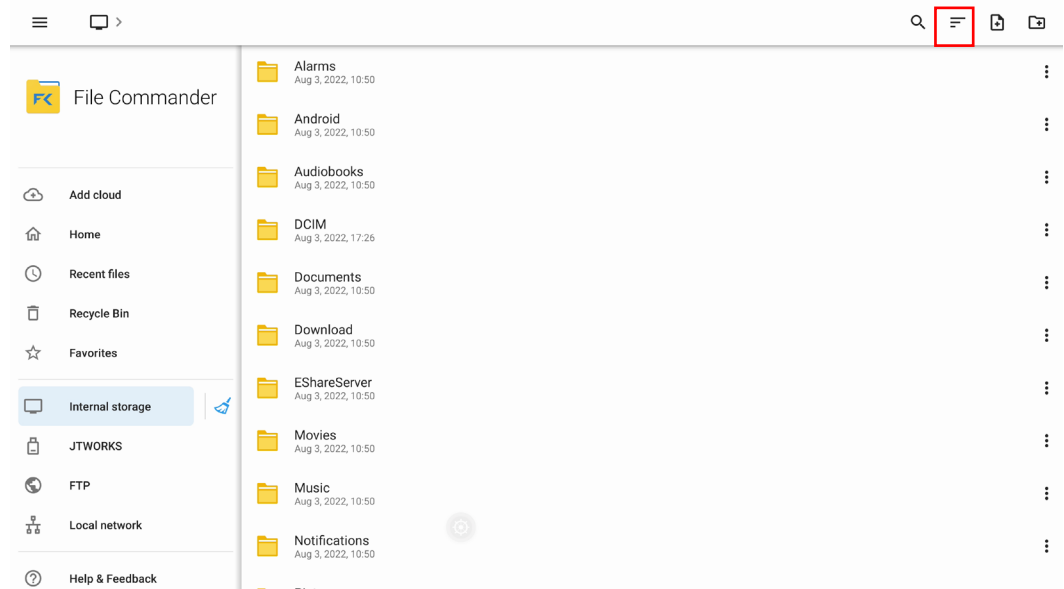 File Commander
Add cloud
Home
Recent files
Recycle Bin
Favorites
Internal storage
JTWORKS
FTP
Local network
Help & Feedback
Alarms
Aug 3, 2022, 10:50
Android
Aug 3, 2022, 10:50
Audiobooks
Aug 3, 2022, 10:50
DCIM
Aug 3, 2022, 17:26
Documents
Aug 3, 2022, 10:50
Download
Aug 3, 2022, 10:50
EShareServer
Aug 3, 2022, 10:50
Movies
Aug 3, 2022, 10:50
Music
Aug 3, 2022, 10:50
Notifications
Aug 3, 2022, 10:50